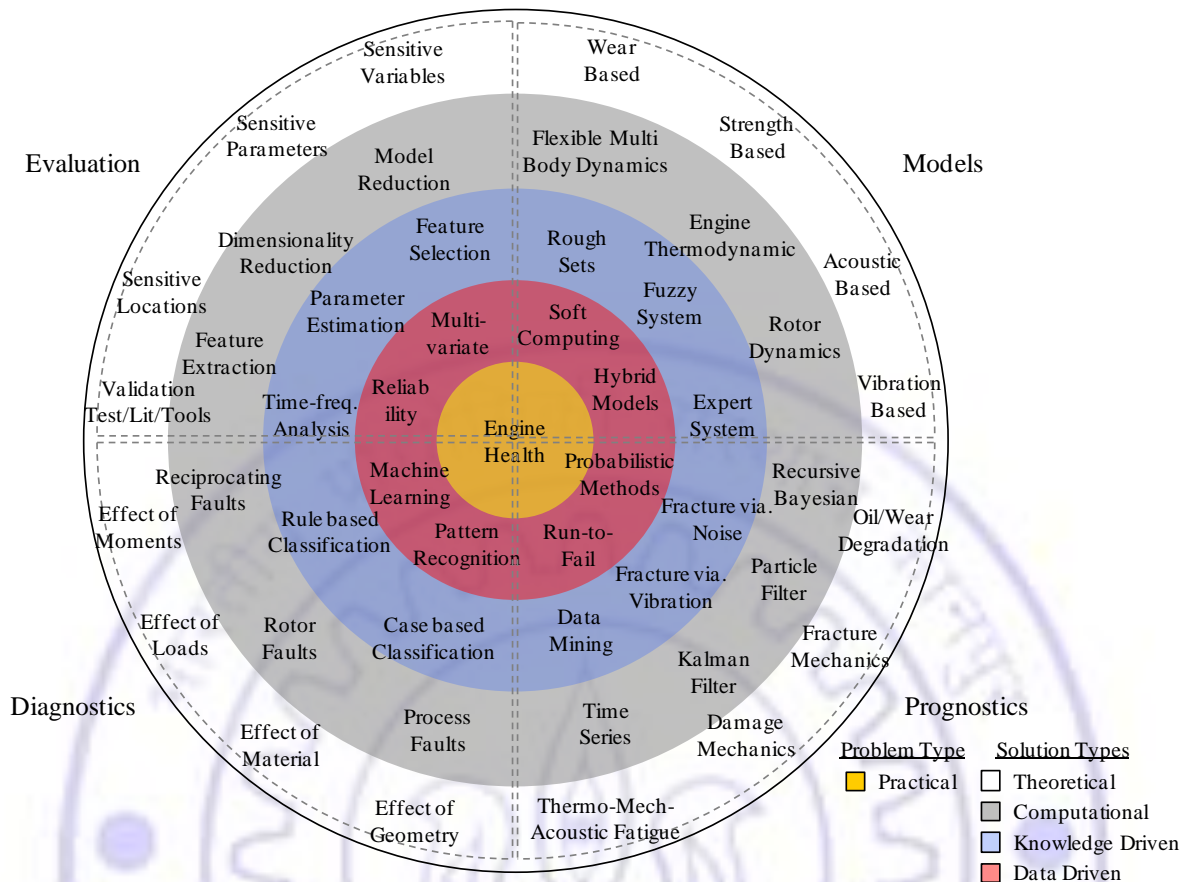 Sensitive
Variables
Wear
Based
Sensitive
Parameters
Strength
Based
Evaluation
Models
Model
Reduction
Flexible Multi
Body Dynamics
Feature
Selection
Rough
Sets
Engine
Thermodynamic
Dimensionality
Reduction
Sensitive
Locations
Acoustic
Based
Parameter
Estimation
Fuzzy
System
Multi-
variate
Soft
Computing
Rotor
Dynamics
Feature
Extraction
Reliab
ility
Hybrid
Models
Validation
Test/Lit/Tools
Time-freq.
Analysis
Expert
System
Vibration
Based
Engine
Health
Reciprocating
Faults
Machine
Learning
Probabilistic
Methods
Recursive
Bayesian
Effect of
Moments
Rule based
Classification
Pattern
Recognition
Run-to-
Fail
Fracture via.
Noise
Oil/Wear
Degradation
Fracture via.
Vibration
Particle
Filter
Effect of
Loads
Rotor
Faults
Case based
Classification
Data
Mining
Kalman
Filter
Fracture
Mechanics
Diagnostics
Prognostics
Effect of
Material
Process
Faults
Time
Series
Damage
Mechanics
Effect of
Geometry
Thermo-Mech-
Acoustic Fatigue
Problem Type
Practical
Solution Types
Theoretical
Computational
Knowledge Driven
Data Driven